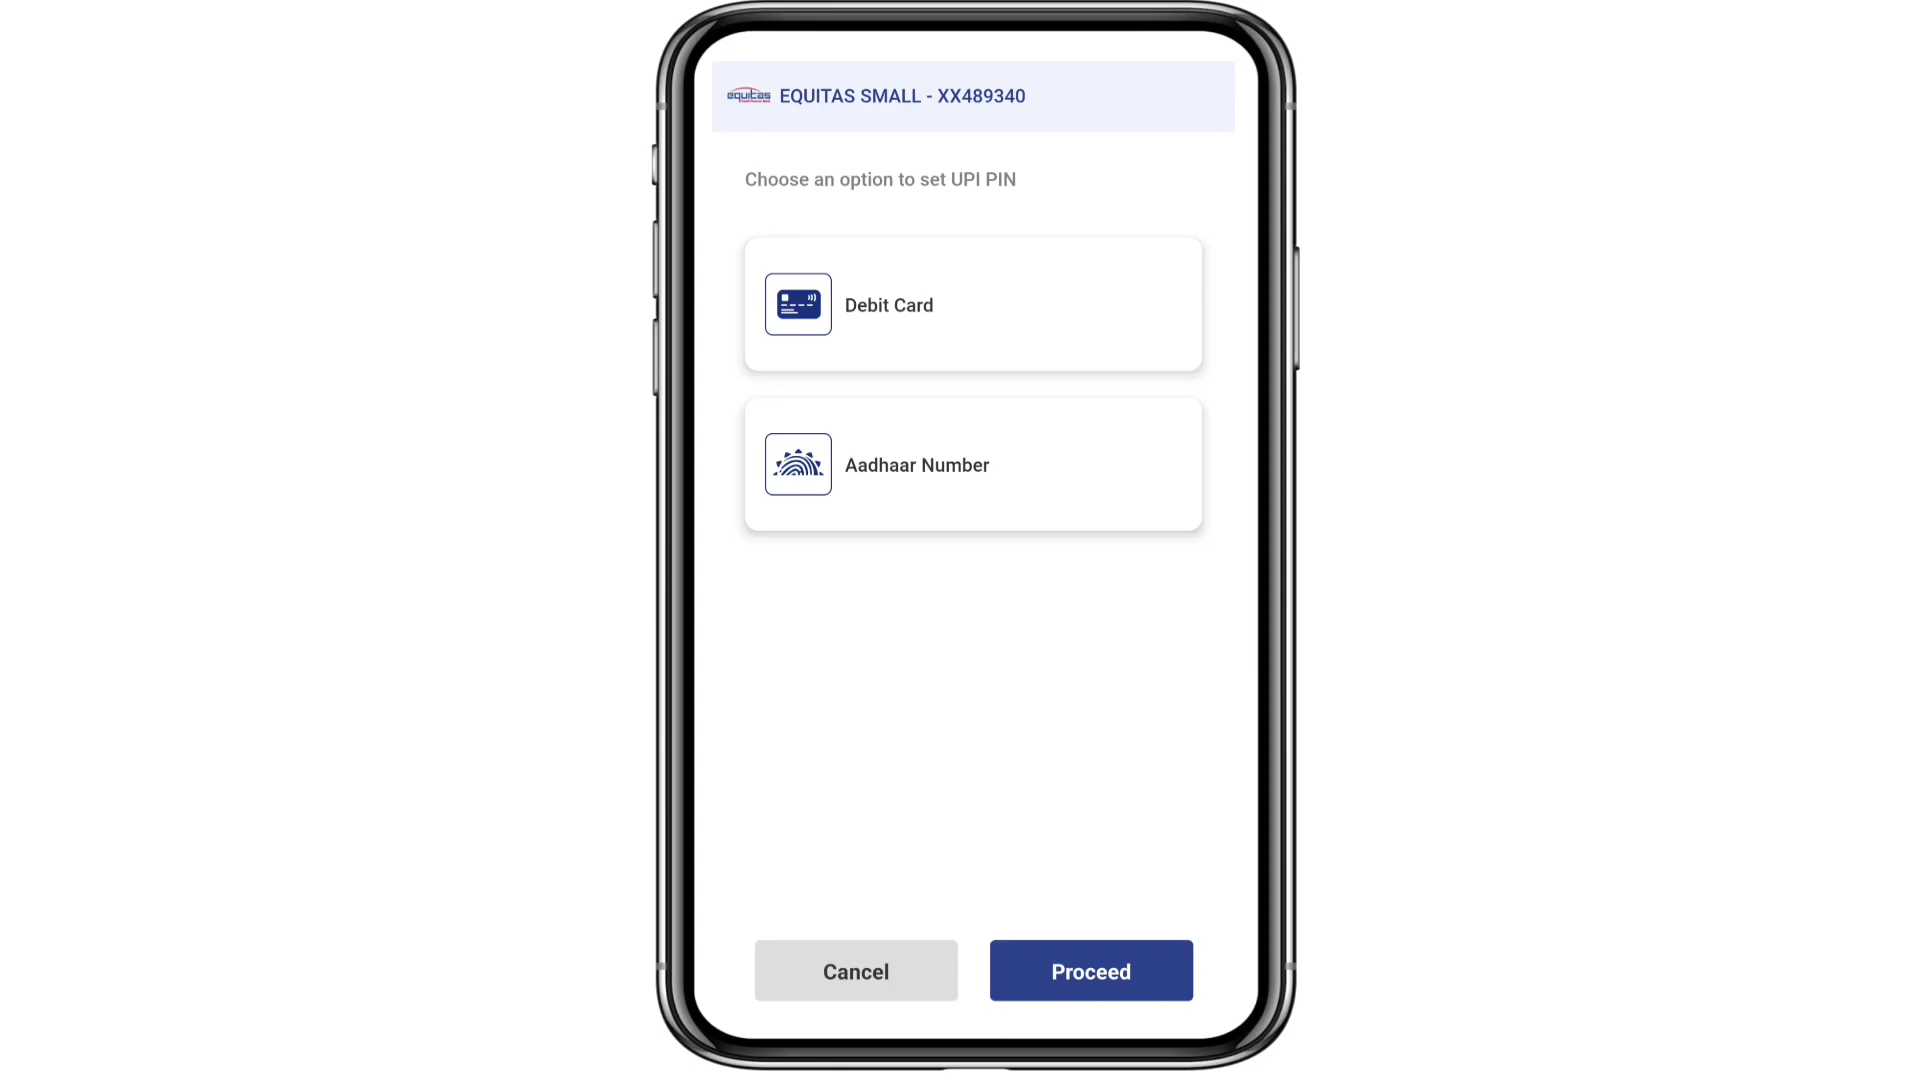 equitas EQUITAS SMALL - XX489340
Choose an option to set UPI PIN
Debit Card
Aadhaar Number
Cancel Proceed